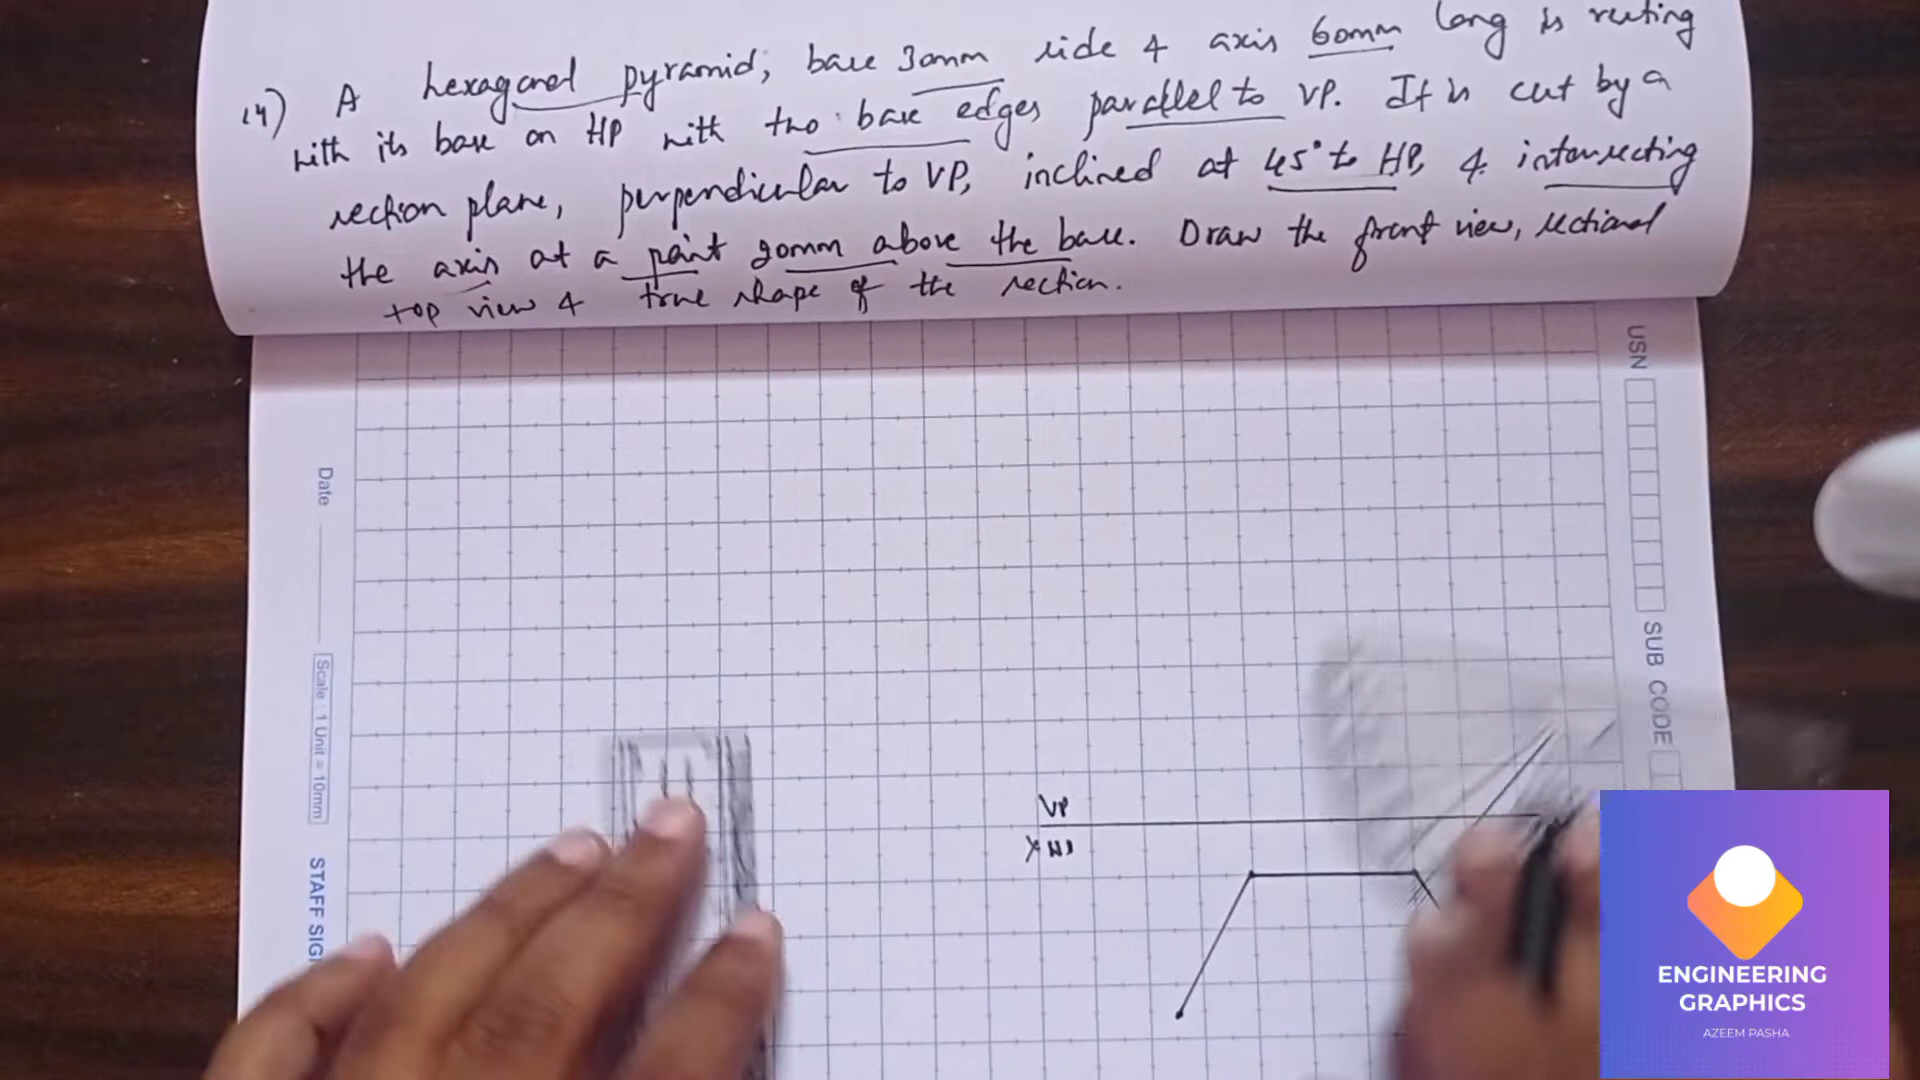 14) A hexagonal pyramid, base 30mm side & axis 60mm long is resting
with its base on HP with two base edges parallel to VP. It is cut by a
section plane, perpendicular to VP, inclined at 45° to HP, & intersecting
the axis at a point 20mm above the base. Draw the front view, sectional
top view & true shape of the section.
USN
Date
SUB CODE
Scale : 1 Unit = 10mm
STAFF SIG
VP
X HP
ENGINEERING
GRAPHICS
AZEEM PASHA